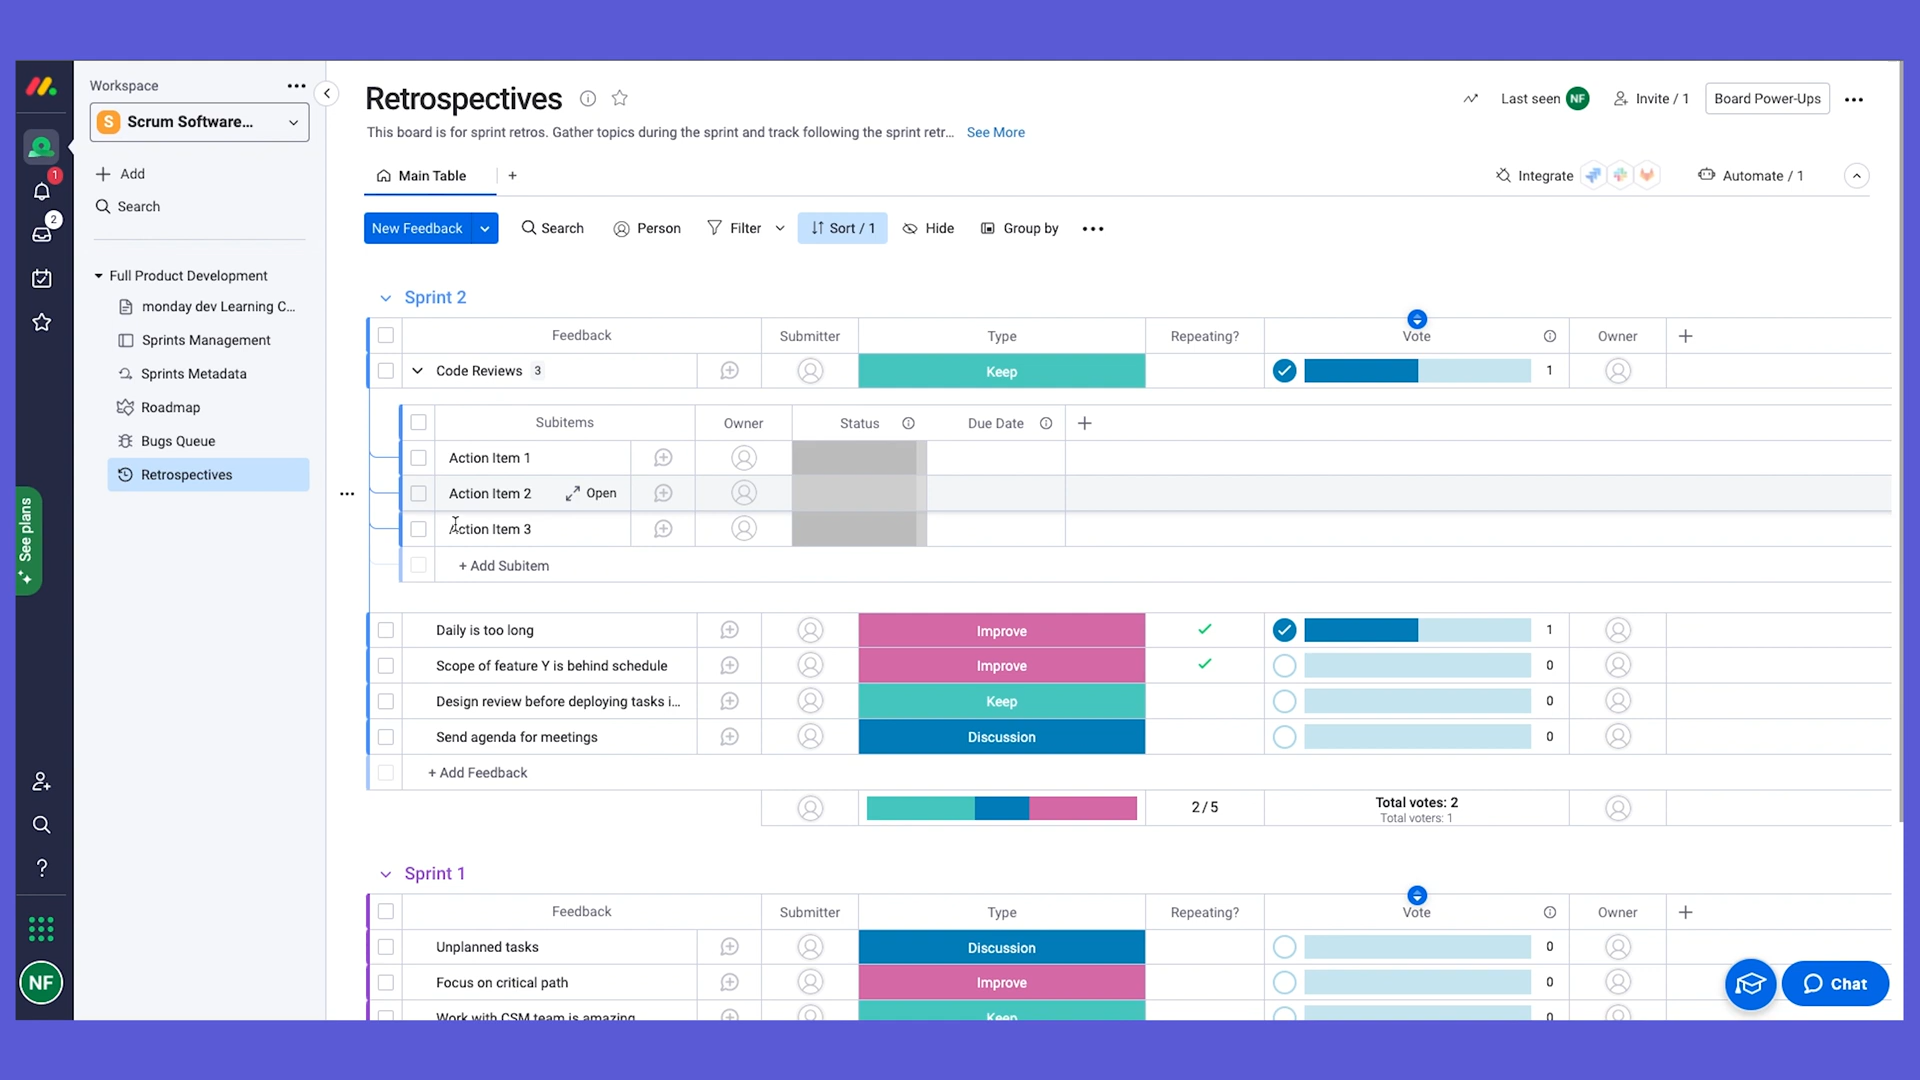 Workspace
S Scrum Software...
Add
Search
Full Product Development
monday dev Learning C...
Sprints Management
Sprints Metadata
Roadmap
Bugs Queue
Retrospectives
1
2
See plans
NF
Retrospectives
Last seen NF
Invite / 1
Board Power-Ups
This board is for sprint retros. Gather topics during the sprint and track following the sprint retr... See More
Main Table
+
Integrate
Automate / 1
New Feedback
Search
Person
Filter
Sort / 1
Hide
Group by
Sprint 2
Feedback Submitter Type Repeating? Vote Owner +
Code Reviews 3 Keep 1
Subitems Owner Status Due Date +
Action Item 1
Action Item 2 Open
Action Item 3
+ Add Subitem
Daily is too long Improve 1
Scope of feature Y is behind schedule Improve 0
Design review before deploying tasks i... Keep 0
Send agenda for meetings Discussion 0
+ Add Feedback
2 / 5 Total votes: 2
Total voters: 1
Sprint 1
Feedback Submitter Type Repeating? Vote Owner +
Unplanned tasks Discussion 0
Focus on critical path Improve 0
Work with CSM team is amazing Keep 0
Chat